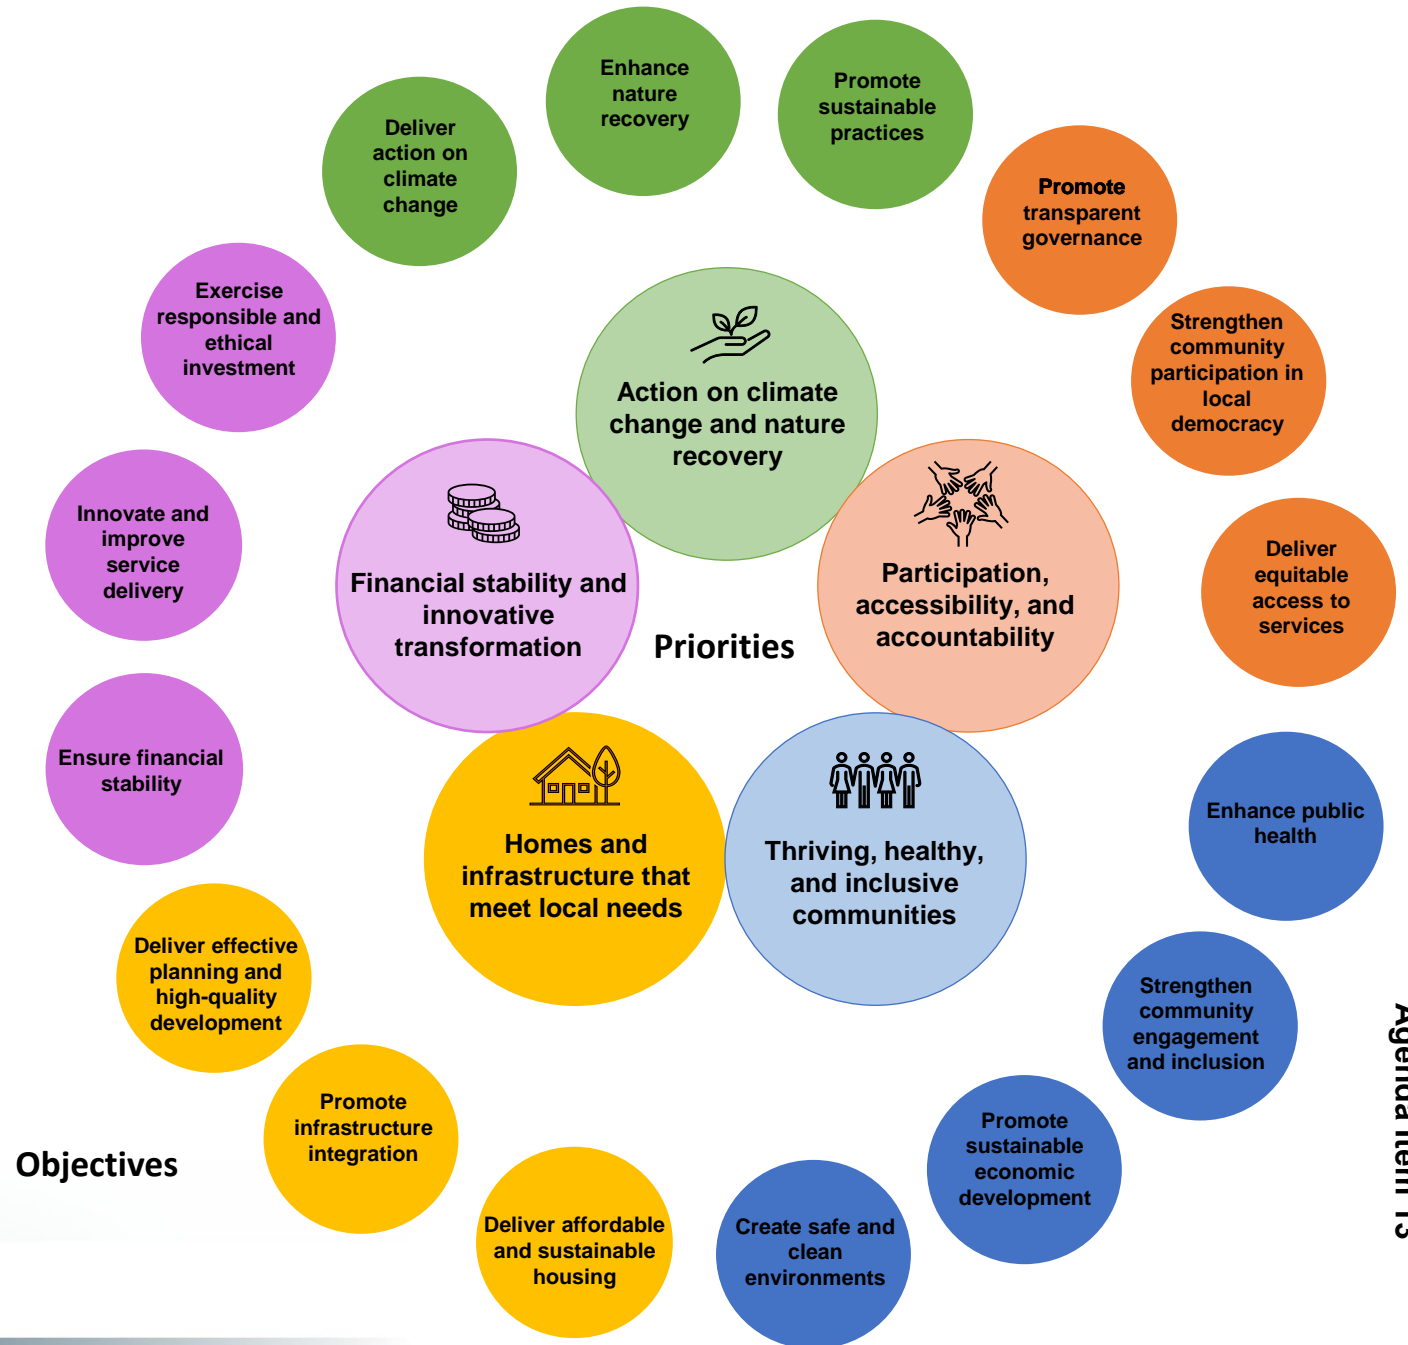 Enhance
nature
recovery
Promote
sustainable
practices
Deliver
action on
climate
change
Promote
transparent
governance
Exercise
responsible and
ethical
investment
Strengthen
community
participation in
local
democracy
Action on climate
change and nature
recovery
Innovate and
improve
service
delivery
Financial stability and
innovative
transformation
Participation,
accessibility, and
accountability
Deliver
equitable
access to
services
Priorities
Ensure financial
stability
Enhance public
health
Homes and
infrastructure that
meet local needs
Thriving, healthy,
and inclusive
communities
Deliver effective
planning and
high-quality
development
Strengthen
community
engagement
and inclusion
Promote
infrastructure
integration
Promote
sustainable
economic
development
Objectives
Deliver affordable
and sustainable
housing
Create safe and
clean
environments
Agenda Item